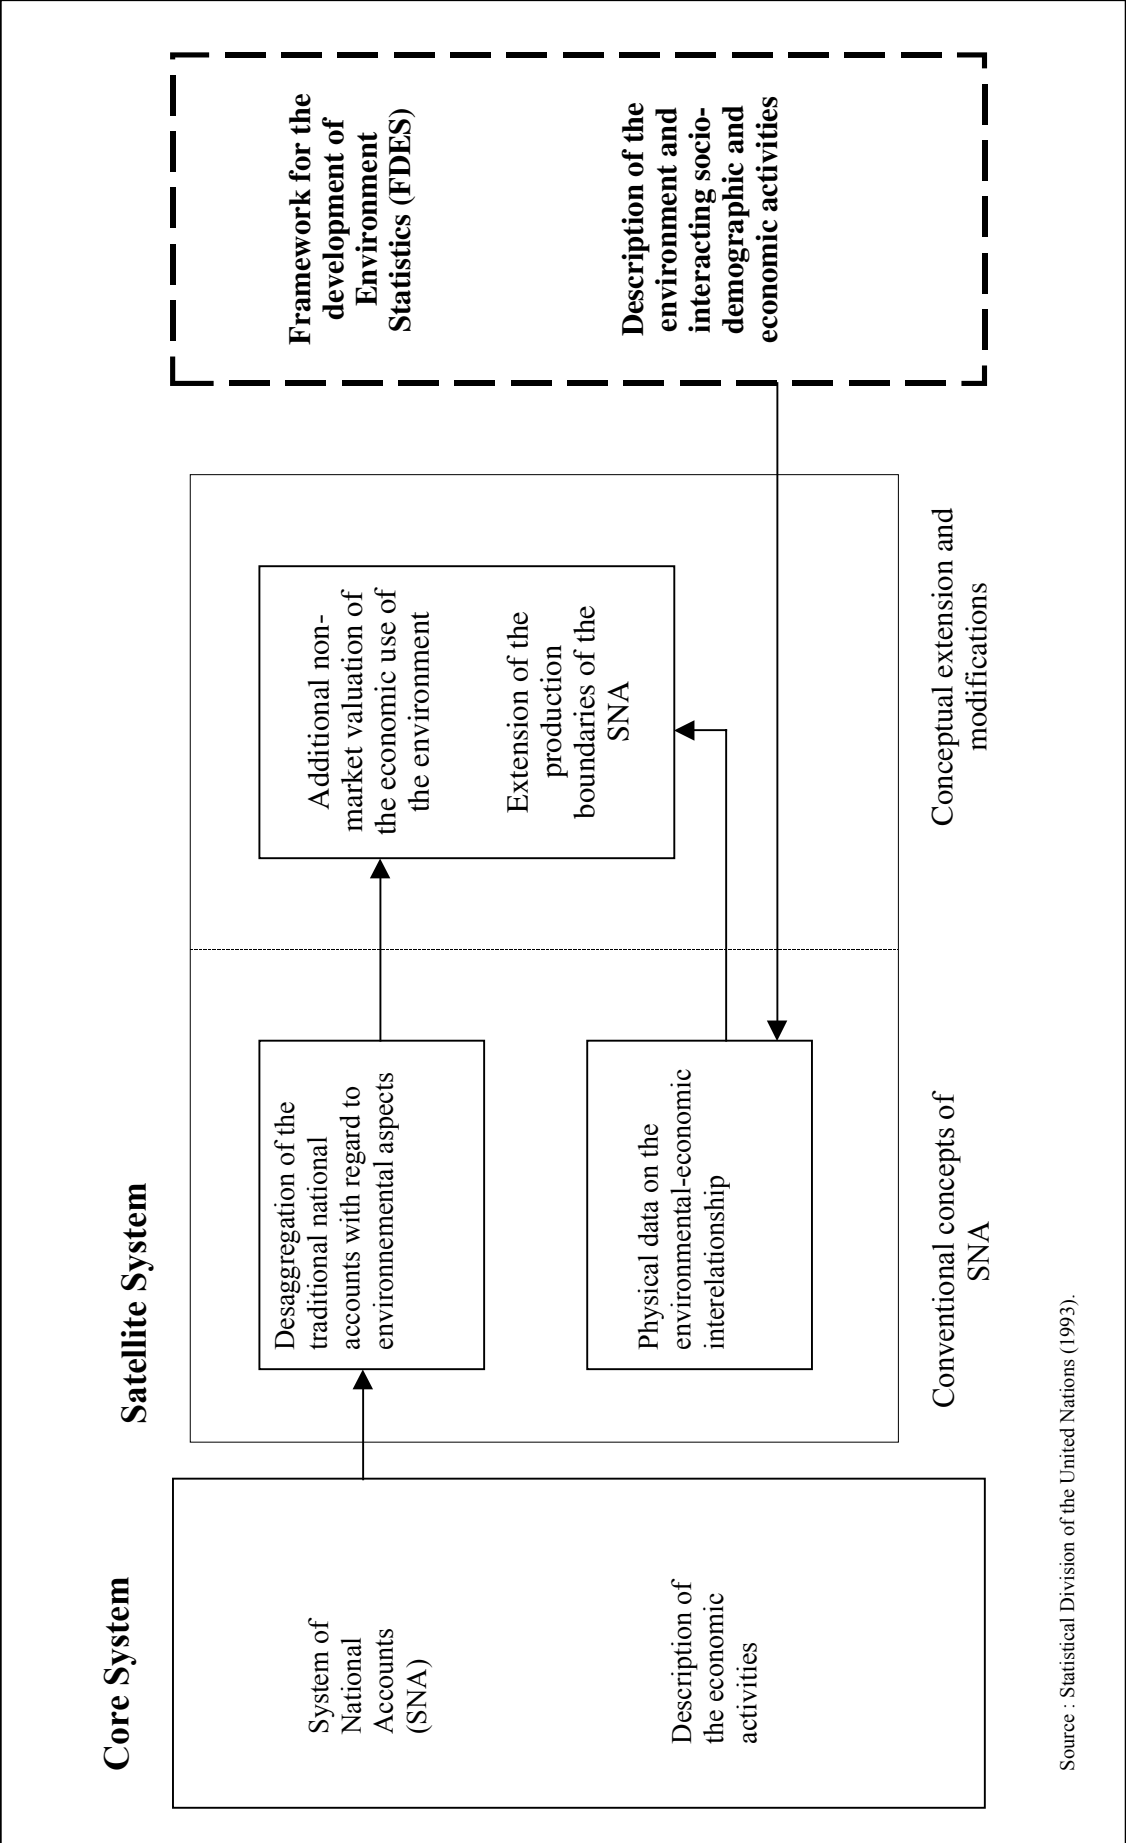 Core System
Satellite System
System of
National
Accounts
(SNA)
Description of
the economic
activities
Desaggregation of the
traditional national
accounts with regard to
environnemental aspects
Physical data on the
environmental-economic
interelationship
Additional non-
market valuation of
the economic use of
the environment
Extension of the
production
boundaries of the
SNA
Framework for the
development of
Environment
Statistics (FDES)
Description of the
environment and
interacting socio-
demographic and
economic activities
Conventional concepts of
SNA
Conceptual extension and
modifications
Source : Statistical Division of the United Nations (1993).